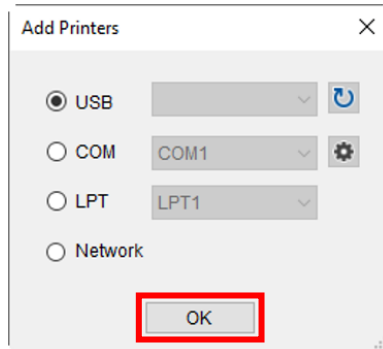 Add Printers
USB
COM COM1
LPT LPT1
Network
OK